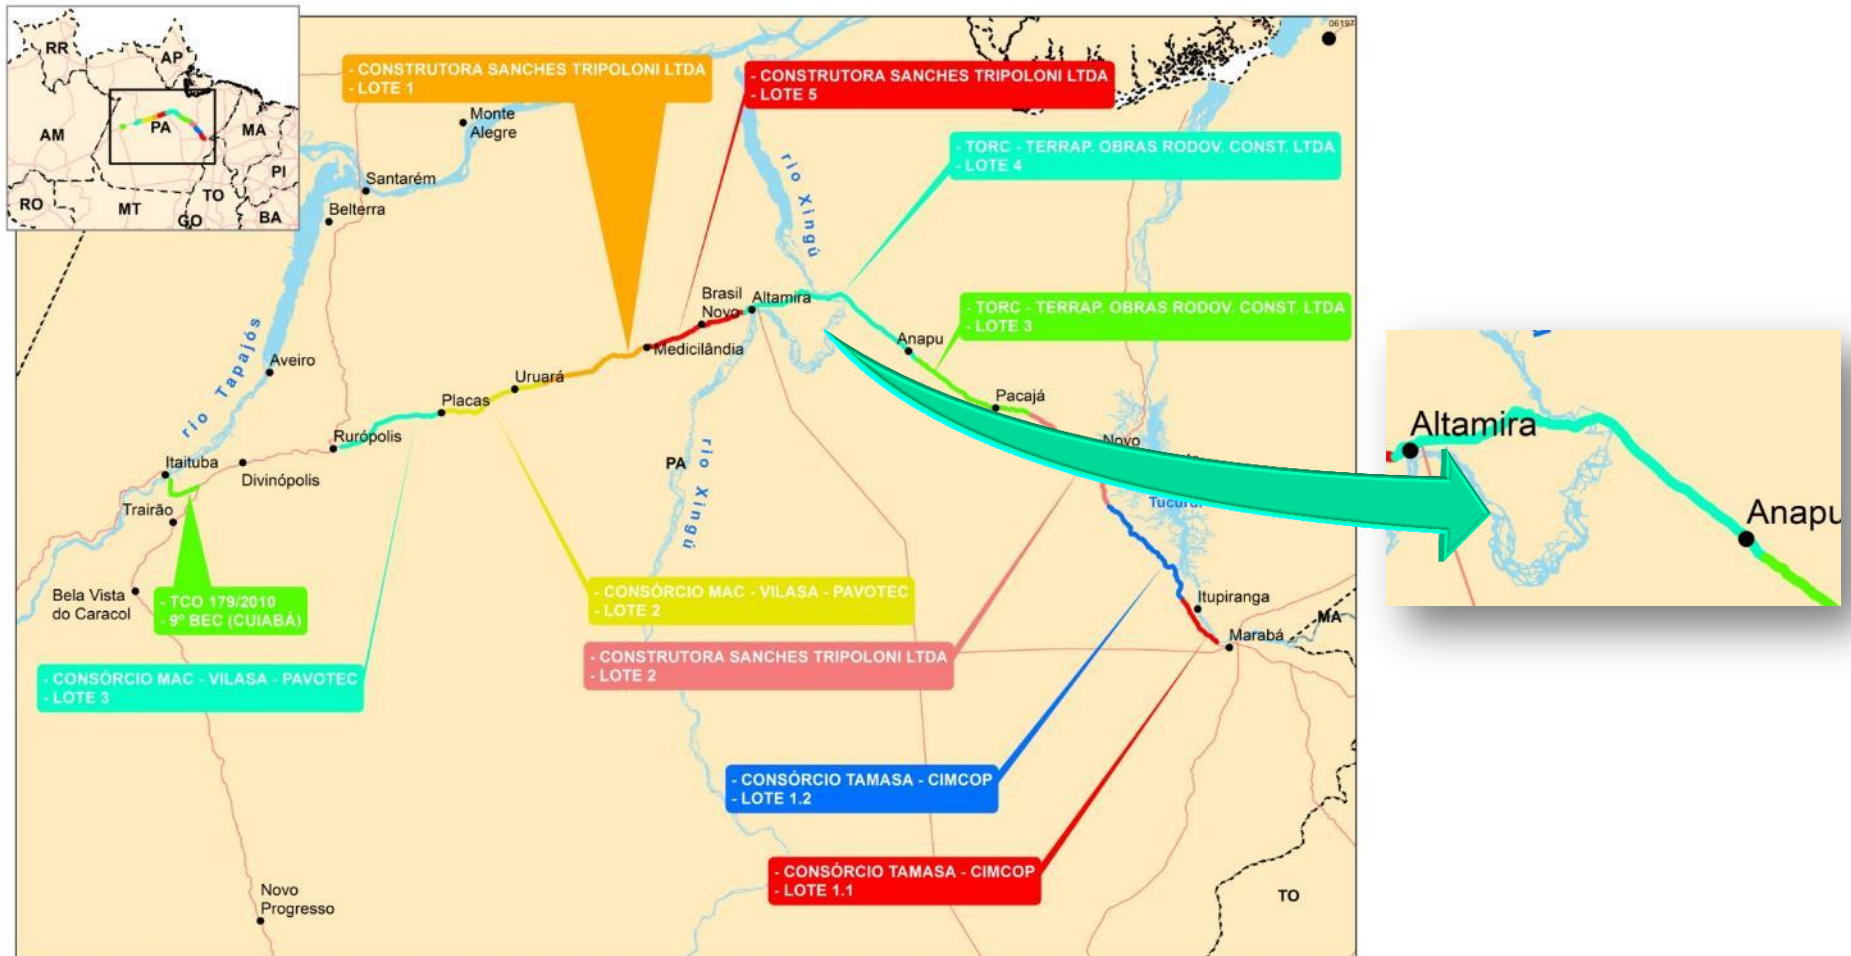 RR
AP
AM
PA
MA
PI
TO
RO
MT
GO
BA
06197
- CONSTRUTORA SANCHES TRIPOLONI LTDA
- LOTE 1
- CONSTRUTORA SANCHES TRIPOLONI LTDA
- LOTE 5
- TORC - TERRAP. OBRAS RODOV. CONST. LTDA
- LOTE 4
- TORC - TERRAP. OBRAS RODOV. CONST. LTDA
- LOTE 3
Monte
Alegre
Santarém
Belterra
rio Xingú
Brasil
Novo
Altamira
Medicilândia
Anapu
Aveiro
rio Tapajós
Uruará
Placas
Pacajá
Rurópolis
Novo
Itaituba
Divinópolis
Trairão
PA
rio Xingú
Bela Vista
do Caracol
- TCO 179/2010
- 9º BEC (CUIABÁ)
- CONSÓRCIO MAC - VILASA - PAVOTEC
- LOTE 2
Itupiranga
Marabá
MA
- CONSTRUTORA SANCHES TRIPOLONI LTDA
- LOTE 2
- CONSÓRCIO MAC - VILASA - PAVOTEC
- LOTE 3
- CONSÓRCIO TAMASA - CIMCOP
- LOTE 1.2
- CONSÓRCIO TAMASA - CIMCOP
- LOTE 1.1
Novo
Progresso
TO
Altamira
Anapu